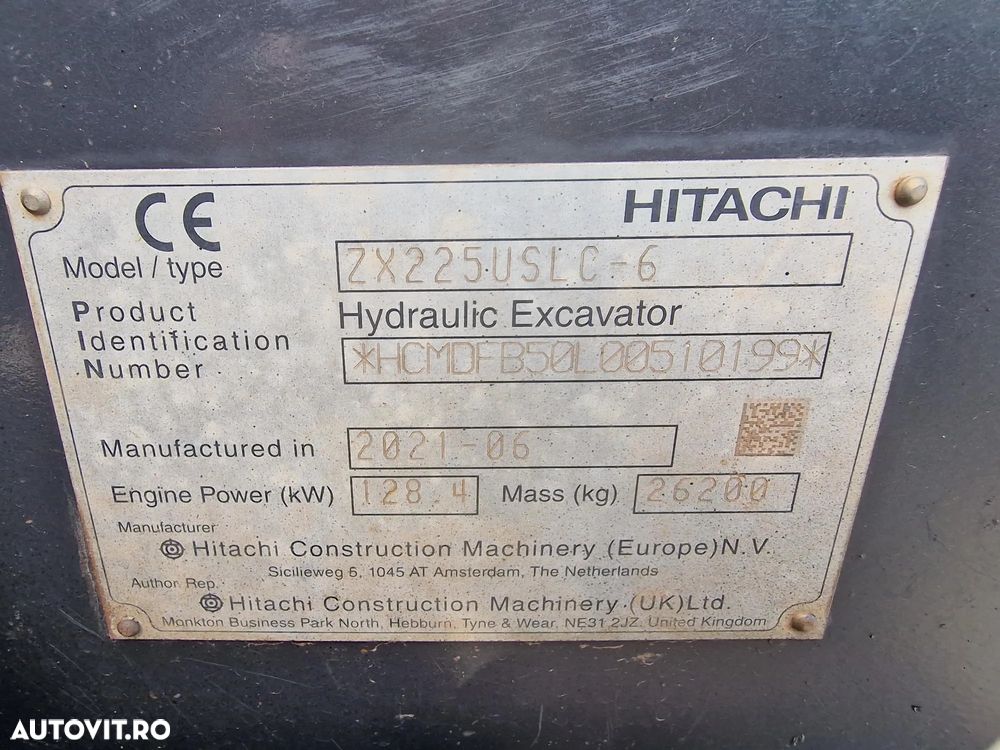 CE HITACHI
Model / type ZX225USLC-6
Product Hydraulic Excavator
Identification
Number *HCMDFB50L00510199*
Manufactured in 2021-06
Engine Power (kW) 128.4 Mass (kg) 26200
Manufacturer
Hitachi Construction Machinery (Europe) N.V.
Sicilieweg 5, 1045 AT Amsterdam, The Netherlands
Author Rep.
Hitachi Construction Machinery (UK) Ltd.
Monkton Business Park North, Hebburn, Tyne & Wear, NE31 2JZ, United Kingdom
AUTOVIT.RO